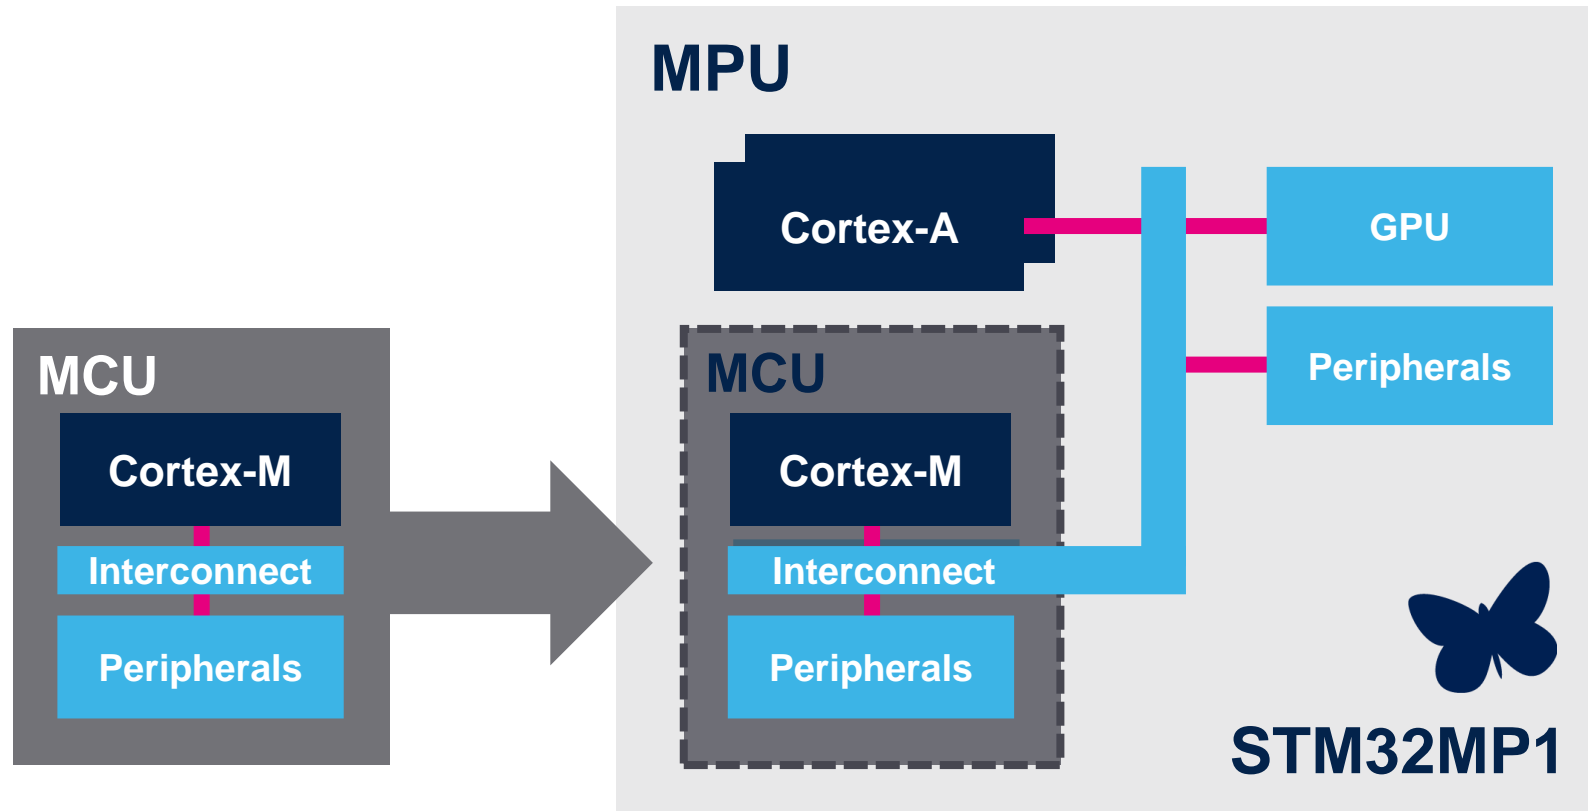 MCU
Cortex-M
Interconnect
Peripherals
MPU
Cortex-A
GPU
Peripherals
MCU
Cortex-M
Interconnect
Peripherals
STM32MP1